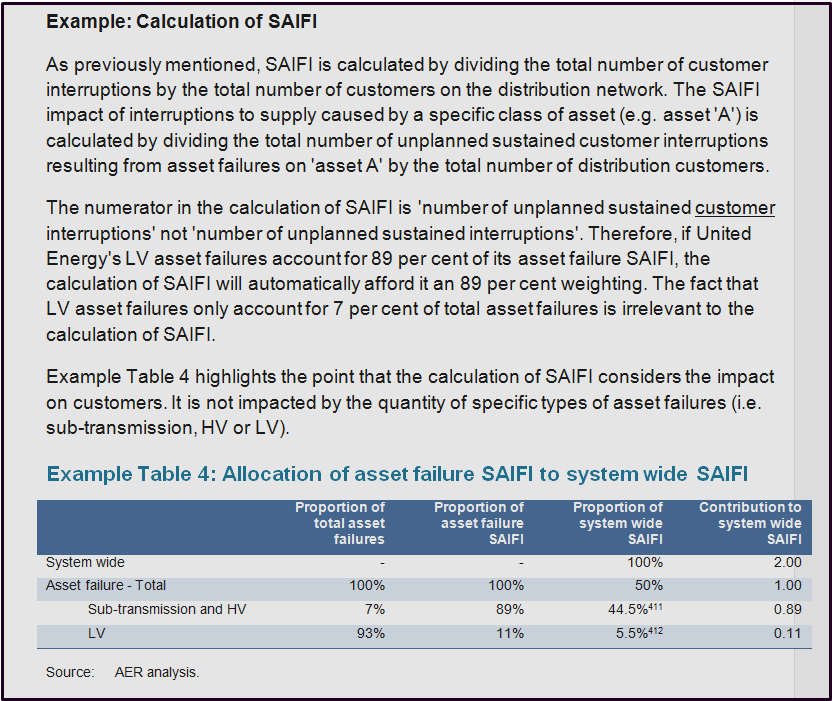 Example: Calculation of SAIFI
As previously mentioned, SAIFI is calculated by dividing the total number of customer
interruptions by the total number of customers on the distribution network. The SAIFI
impact of interruptions to supply caused by a specific class of asset (e.g. asset 'A') is
calculated by dividing the total number of unplanned sustained customer interruptions
resulting from asset failures on 'asset A' by the total number of distribution customers.
The numerator in the calculation of SAIFI is 'number of unplanned sustained customer
interruptions' not 'number of unplanned sustained interruptions'. Therefore, if United
Energy's LV asset failures account for 89 per cent of its asset failure SAIFI, the
calculation of SAIFI will automatically afford it an 89 per cent weighting. The fact that
LV asset failures only account for 7 per cent of total asset failures is irrelevant to the
calculation of SAIFI.
Example Table 4 highlights the point that the calculation of SAIFI considers the impact
on customers. It is not impacted by the quantity of specific types of asset failures (i.e.
sub-transmission, HV or LV).
Example Table 4: Allocation of asset failure SAIFI to system wide SAIFI
Proportion of Proportion of Proportion of Contribution to
total asset asset failure system wide system wide
failures SAIFI SAIFI SAIFI
System wide - - 100% 2.00
Asset failure - Total 100% 100% 50% 1.00
Sub-transmission and HV 7% 89% 44.5%411 0.89
LV 93% 11% 5.5%412 0.11
Source: AER analysis.